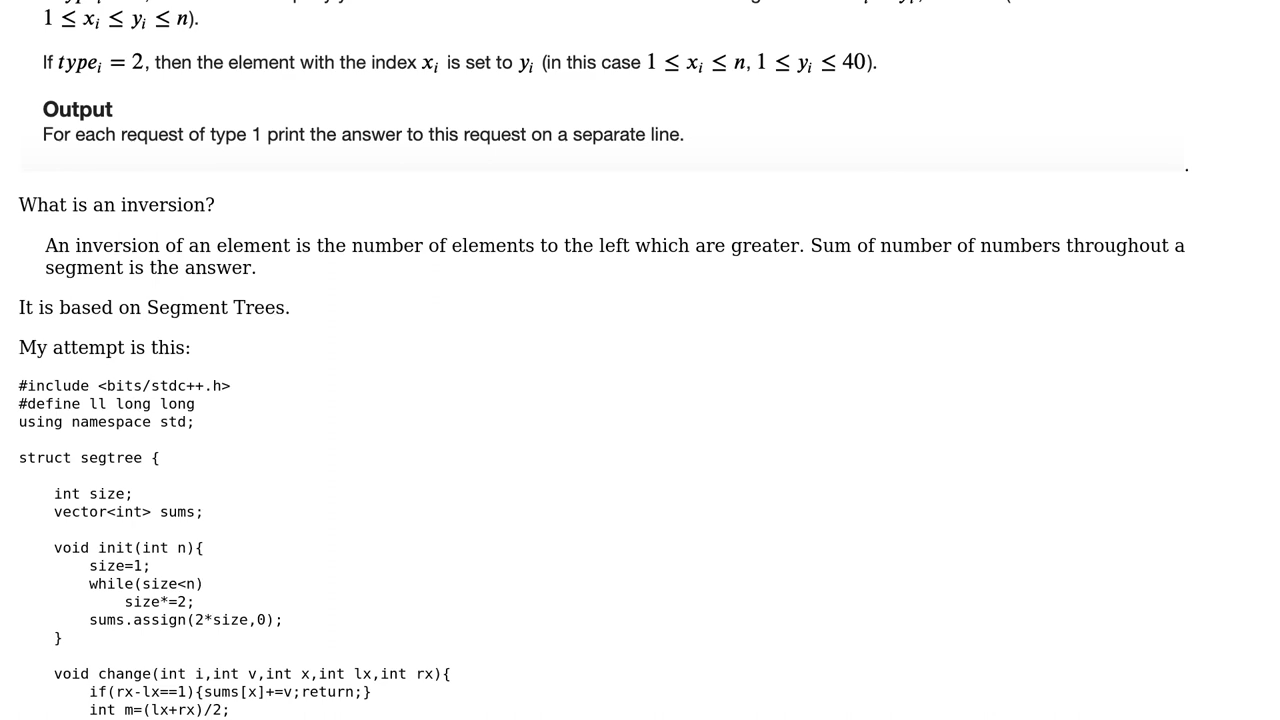 1 ≤ xᵢ ≤ yᵢ ≤ n).
If typeᵢ = 2, then the element with the index xᵢ is set to yᵢ (in this case 1 ≤ xᵢ ≤ n, 1 ≤ yᵢ ≤ 40).
Output
For each request of type 1 print the answer to this request on a separate line.
.
What is an inversion?
An inversion of an element is the number of elements to the left which are greater. Sum of number of numbers throughout a
segment is the answer.
It is based on Segment Trees.
My attempt is this:
#include <bits/stdc++.h>
#define ll long long
using namespace std;
struct segtree {
    int size;
    vector<int> sums;
    void init(int n){
        size=1;
        while(size<n)
            size*=2;
        sums.assign(2*size,0);
    }
    void change(int i,int v,int x,int lx,int rx){
        if(rx-lx==1){sums[x]+=v;return;}
        int m=(lx+rx)/2;